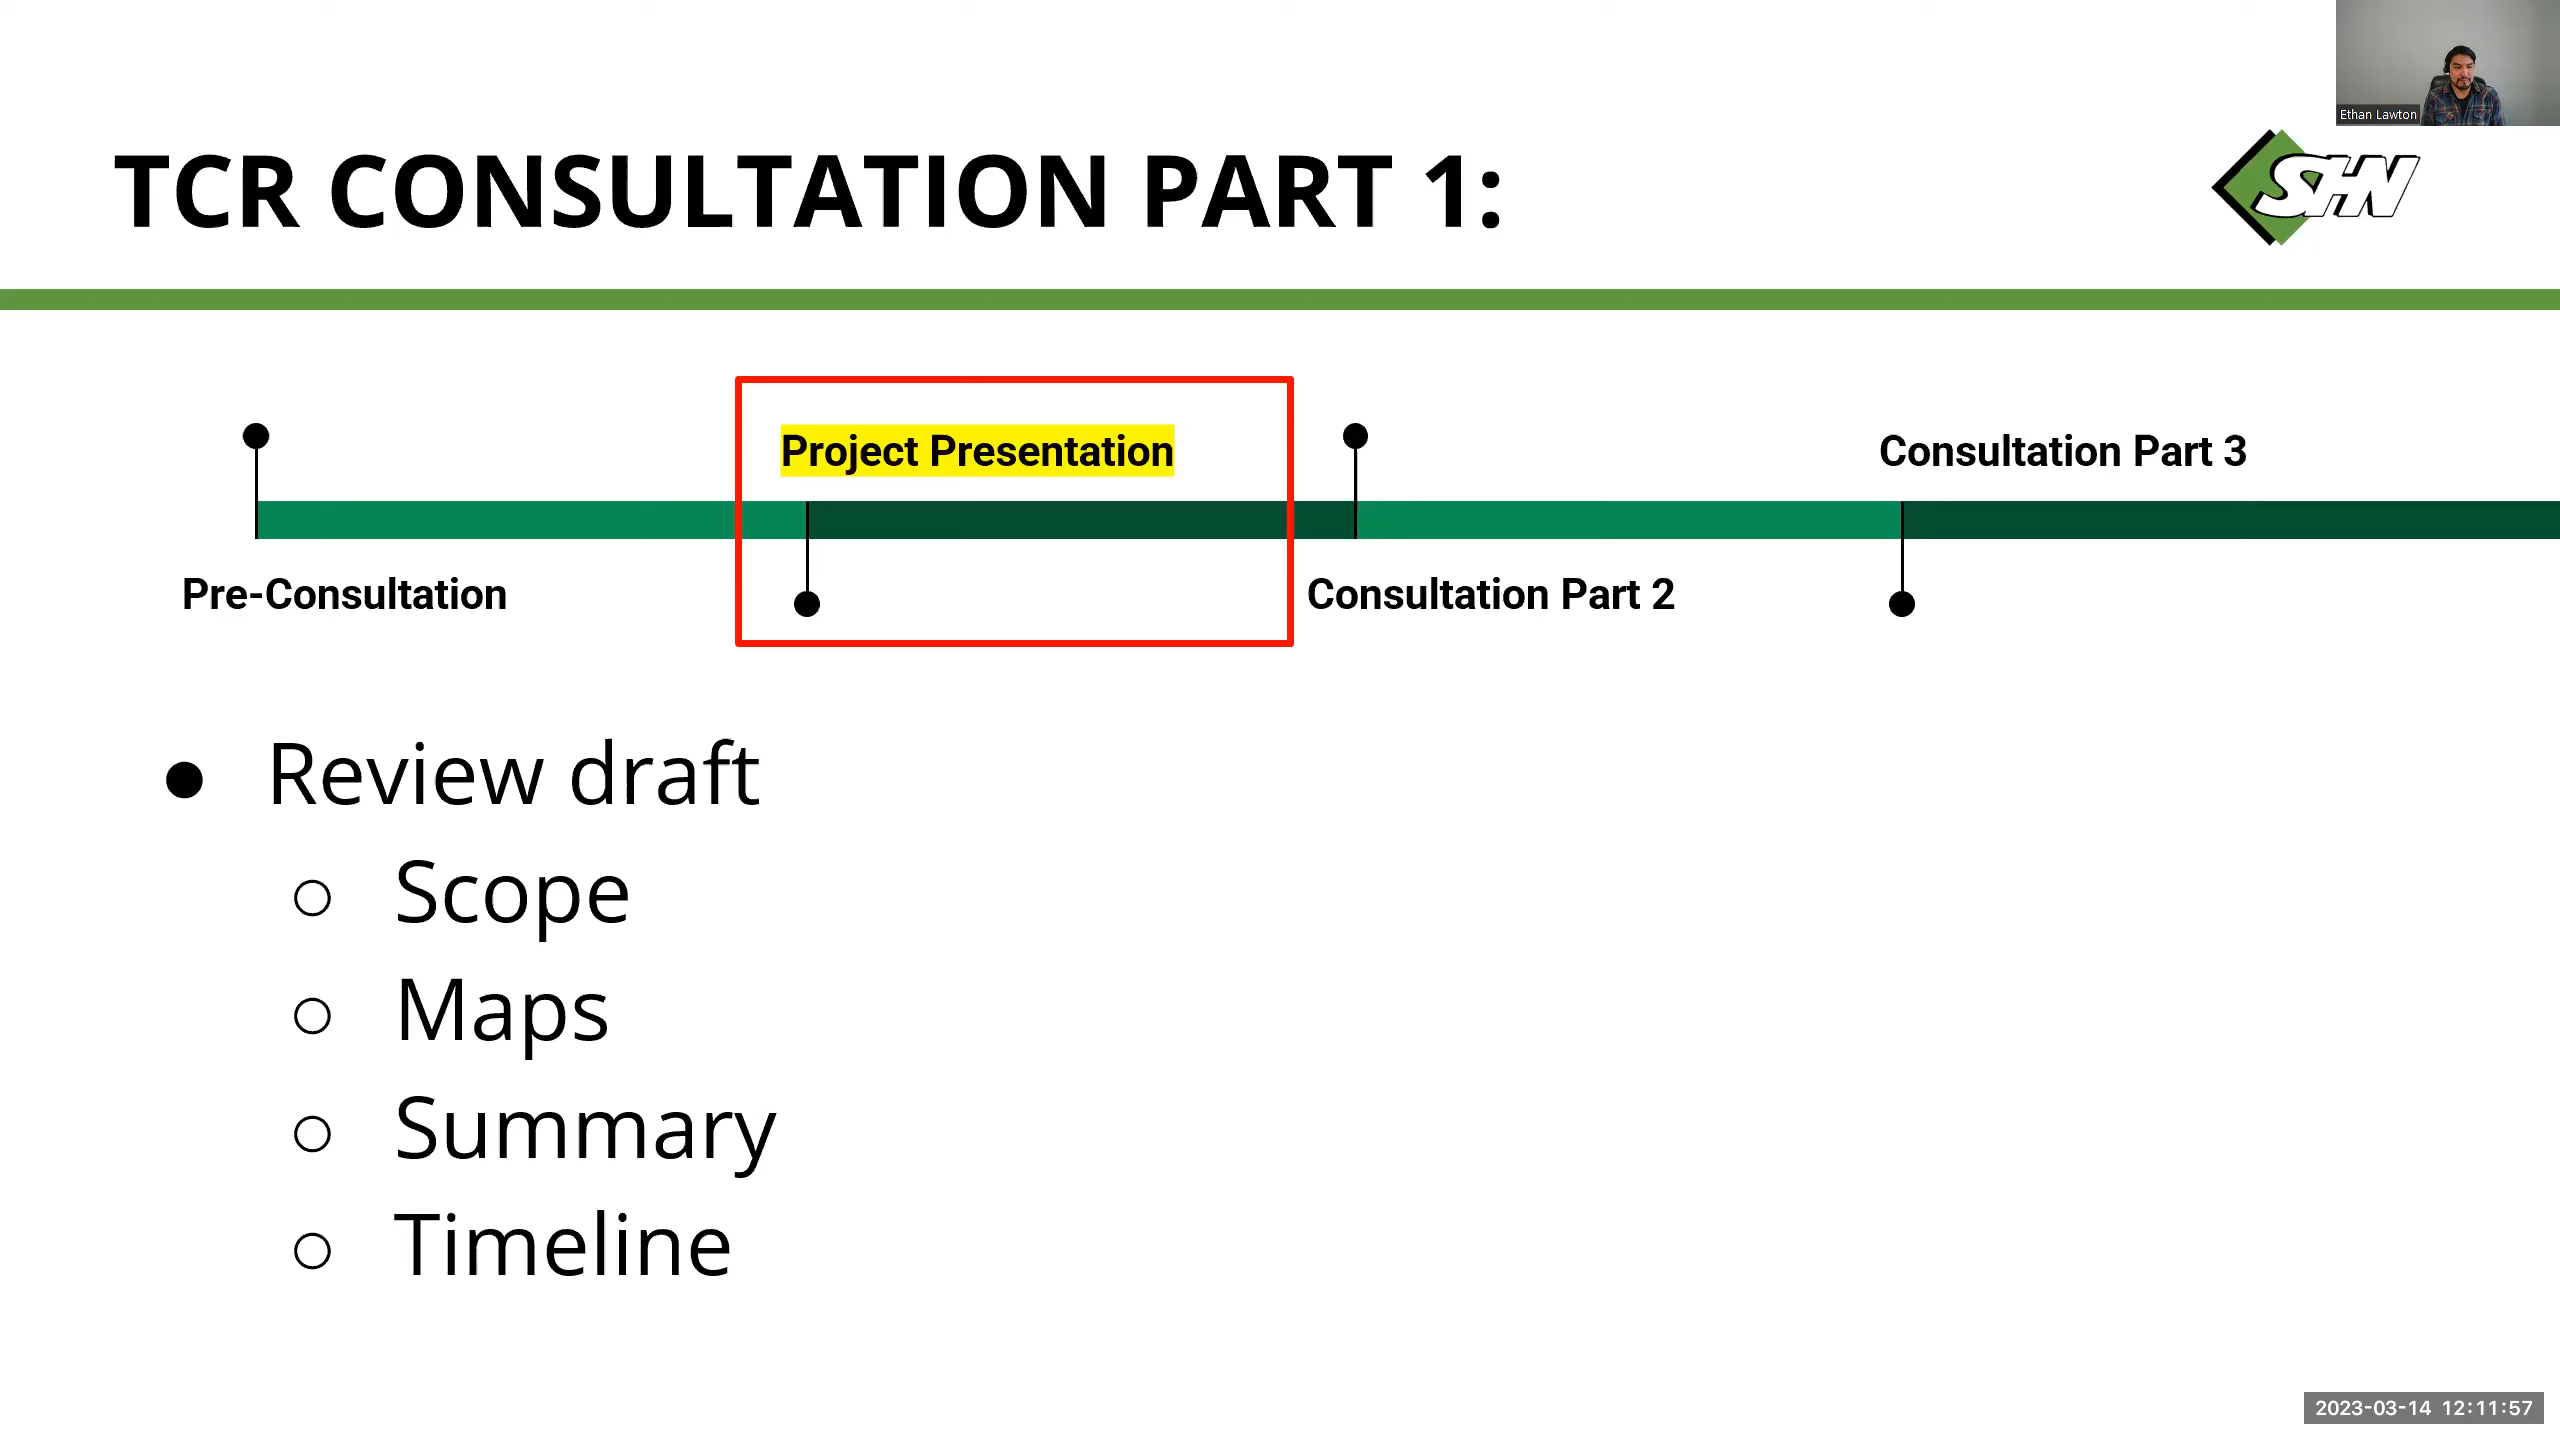 Ethan Lawton
TCR CONSULTATION PART 1:
SHN
Project Presentation
Consultation Part 3
Pre-Consultation
Consultation Part 2
● Review draft
○ Scope
○ Maps
○ Summary
○ Timeline
2023-03-14 12:11:57